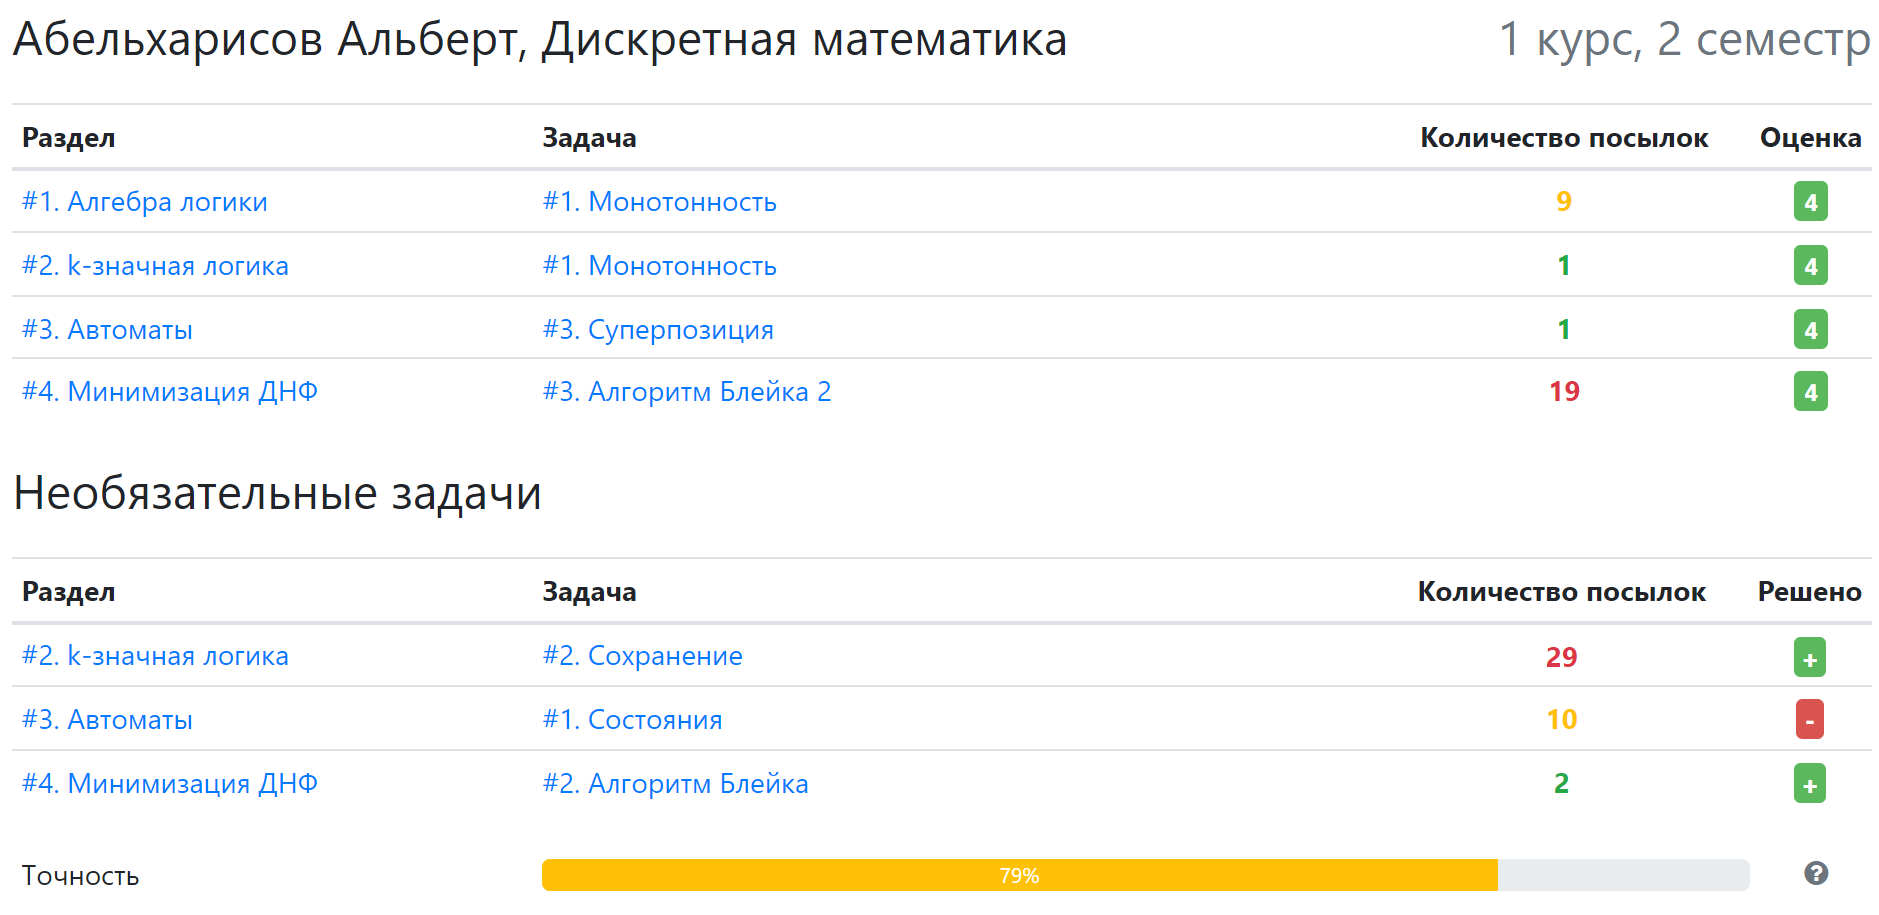 Абельхарисов Альберт, Дискретная математика 1 курс, 2 семестр
Раздел Задача Количество посылок Оценка
#1. Алгебра логики #1. Монотонность 9 4
#2. k-значная логика #1. Монотонность 1 4
#3. Автоматы #3. Суперпозиция 1 4
#4. Минимизация ДНФ #3. Алгоритм Блейка 2 19 4
Необязательные задачи
Раздел Задача Количество посылок Решено
#2. k-значная логика #2. Сохранение 29 +
#3. Автоматы #1. Состояния 10 -
#4. Минимизация ДНФ #2. Алгоритм Блейка 2 +
Точность 79% ?